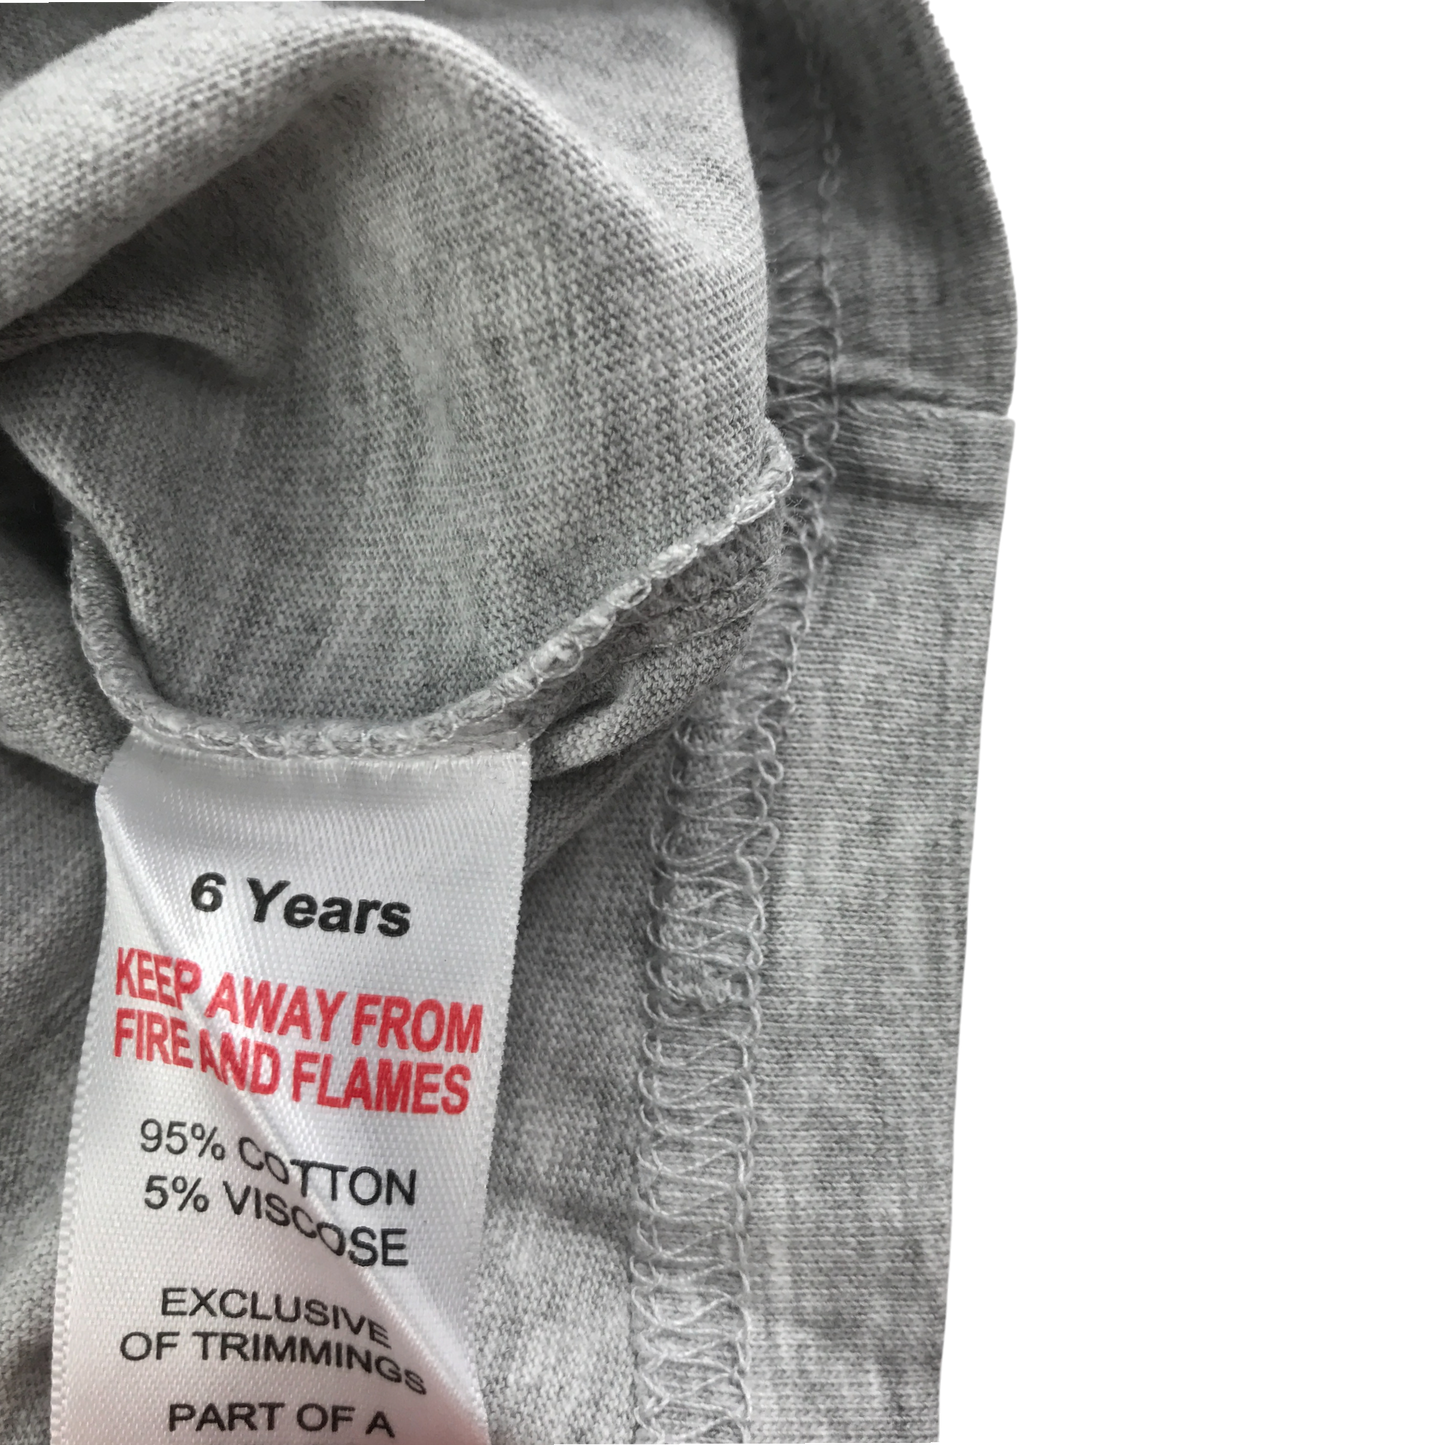 6 Years
KEEP AWAY FROM
FIRE AND FLAMES
95% COTTON
5% VISCOSE
EXCLUSIVE
OF TRIMMINGS
PART OF A